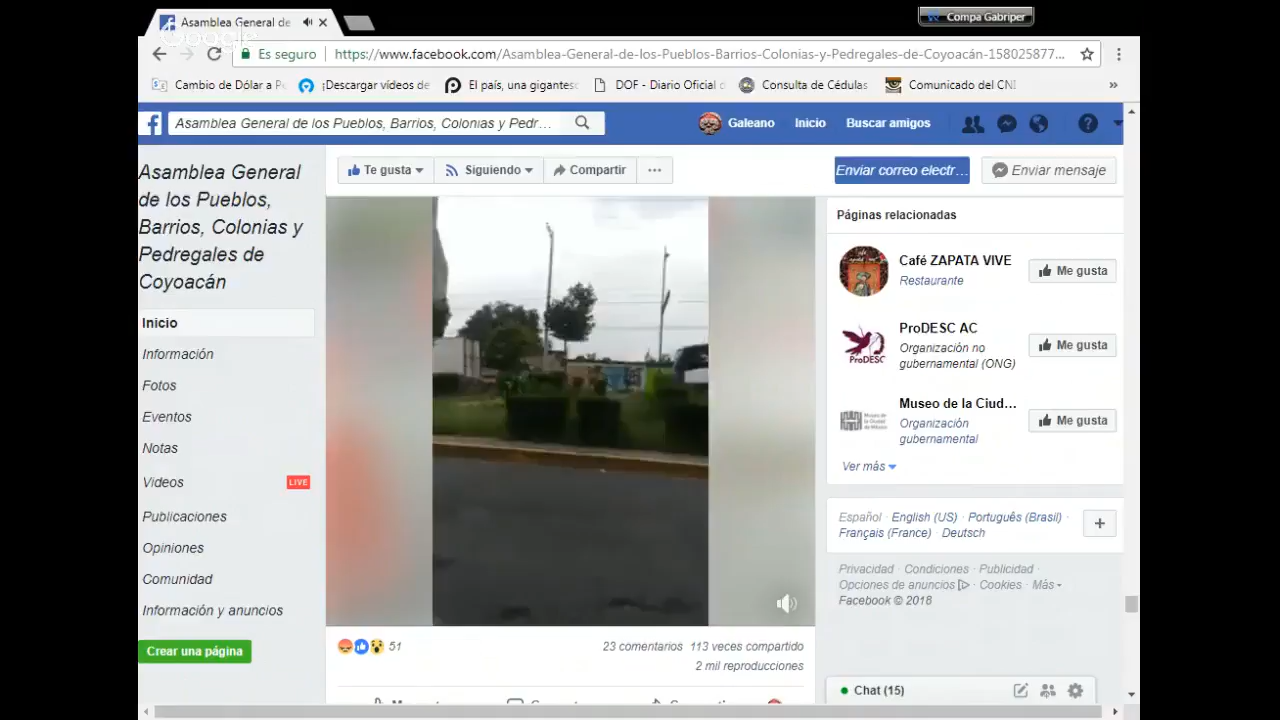 Asamblea General de
Compa Gabriper
Google
Es seguro
https://www.facebook.com/Asamblea-General-de-los-Pueblos-Barrios-Colonias-y-Pedregales-de-Coyoacán-158025877...
Cambio de Dólar a Pe
¡Descargar vídeos de
El país, una gigantesc
DOF - Diario Oficial d
Consulta de Cédulas
Comunicado del CNI
»
Asamblea General de los Pueblos, Barrios, Colonias y Pedr...
Galeano
Inicio
Buscar amigos
Asamblea General
de los Pueblos,
Barrios, Colonias y
Pedregales de
Coyoacán
Te gusta
Siguiendo
Compartir
...
Enviar correo electr...
Enviar mensaje
Inicio
Información
Fotos
Eventos
Notas
Videos
LIVE
Publicaciones
Opiniones
Comunidad
Información y anuncios
Crear una página
51
23 comentarios 113 veces compartido
2 mil reproducciones
Páginas relacionadas
Café ZAPATA VIVE
Restaurante
Me gusta
ProDESC AC
Organización no
gubernamental (ONG)
ProDESC
Me gusta
Museo de la Ciud...
Organización
gubernamental
Me gusta
Ver más
Español · English (US) · Português (Brasil) ·
Français (France) · Deutsch
+
Privacidad · Condiciones · Publicidad ·
Opciones de anuncios · Cookies · Más
Facebook © 2018
Chat (15)